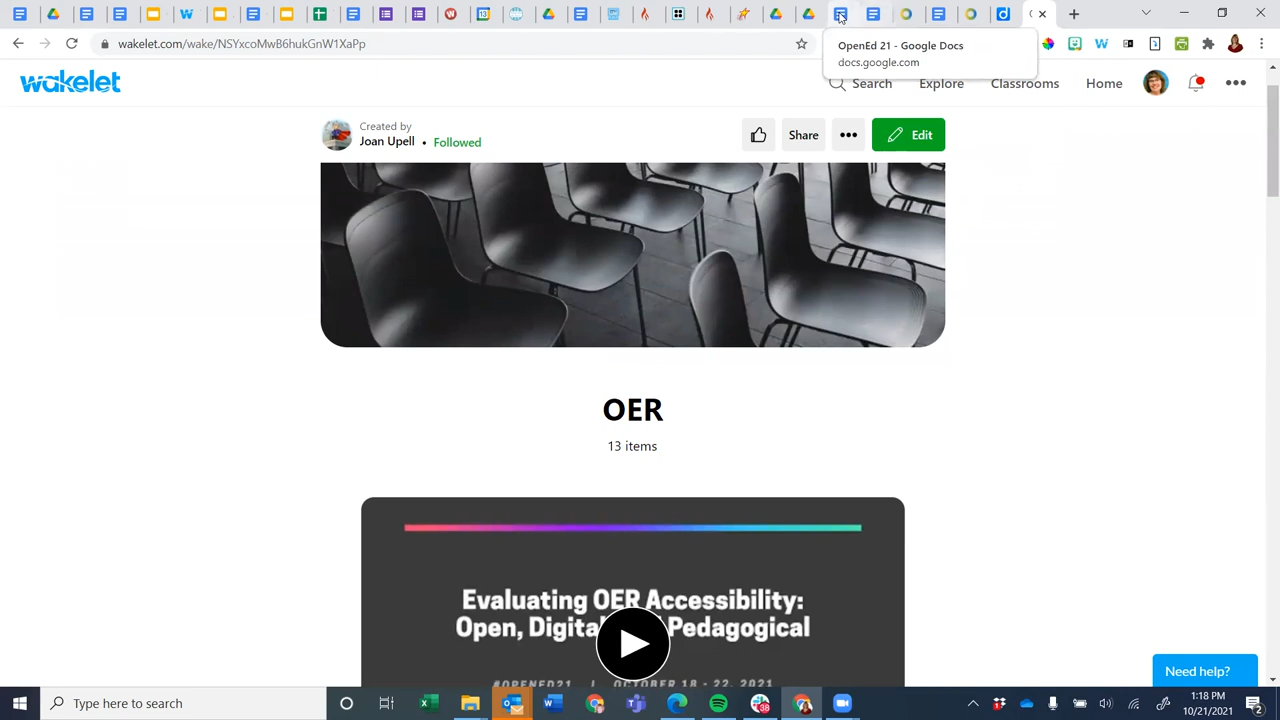 OpenEd 21 - Google Docs
docs.google.com
wakelet.com/wake/NSYxcoMwB6hukGnW1XaPp
wakelet
Search
Explore
Classrooms
Home
Created by
Joan Upell • Followed
Share
Edit
OER
13 items
Evaluating OER Accessibility:
Open, Digital Pedagogical
#OPENED21 | OCTOBER 18 - 22, 2021
Need help?
Type here to search
1:18 PM
10/21/2021